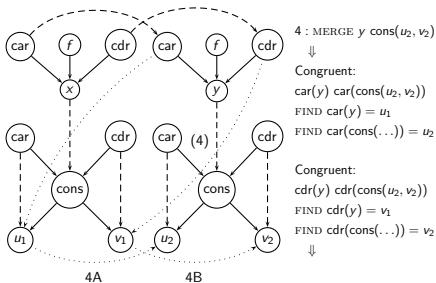 car f cdr car f cdr
x y
car cdr car (4) cdr
cons cons
u₁ v₁ u₂ v₂
4A 4B
4 : MERGE y cons(u₂, v₂)
⇓
Congruent:
car(y) car(cons(u₂, v₂))
FIND car(y) = u₁
FIND car(cons(...)) = u₂
Congruent:
cdr(y) cdr(cons(u₂, v₂))
FIND cdr(y) = v₁
FIND cdr(cons(...)) = v₂
⇓